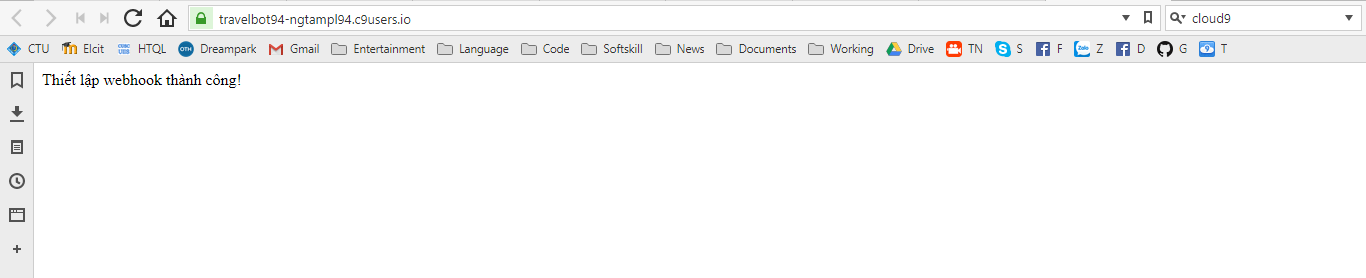 travelbot94-ngtampl94.c9users.io cloud9
CTU Elcit HTQL Dreampark Gmail Entertainment Language Code Softskill News Documents Working Drive TN S F Z D G T
Thiết lập webhook thành công!